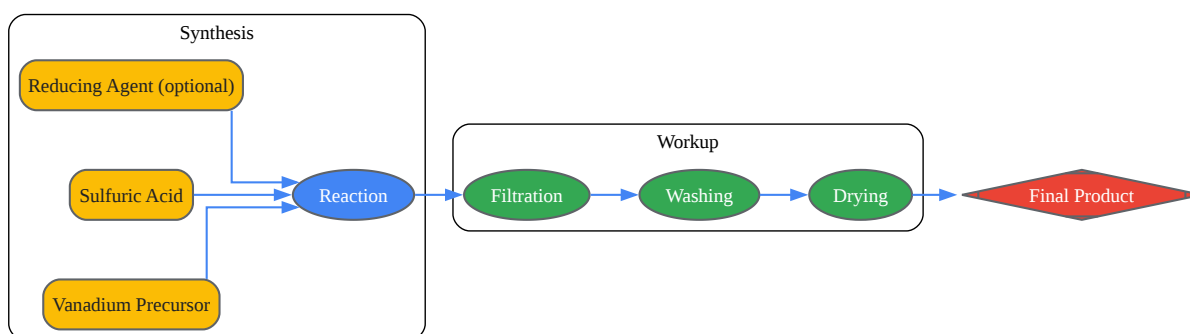 Synthesis
Reducing Agent (optional)
Sulfuric Acid
Vanadium Precursor
Reaction
Workup
Filtration
Washing
Drying
Final Product